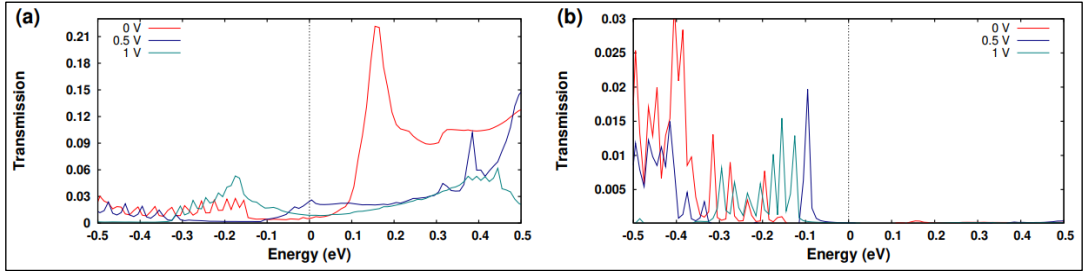 (a)
Transmission
0.21
0.18
0.15
0.12
0.09
0.06
0.03
0
0 V
0.5 V
1 V
-0.5 -0.4 -0.3 -0.2 -0.1 0 0.1 0.2 0.3 0.4 0.5
Energy (eV)
(b)
Transmission
0.03
0.025
0.02
0.015
0.01
0.005
0 V
0.5 V
1 V
-0.5 -0.4 -0.3 -0.2 -0.1 0 0.1 0.2 0.3 0.4 0.5
Energy (eV)